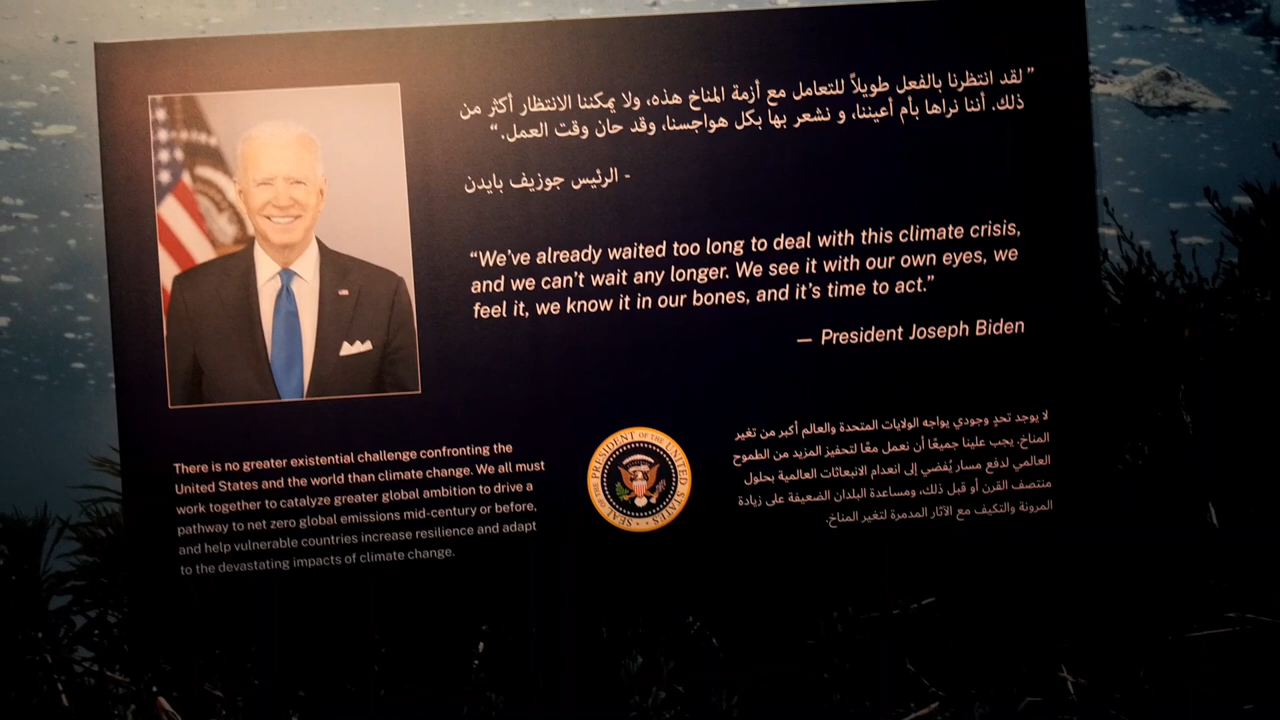 ” لقد انتظرنا بالفعل طويلاً للتعامل مع أزمة المناخ هذه، ولا يمكننا الانتظار أكثر من
ذلك. أننا نراها بأم أعيننا، و نشعر بها بكل هواجسنا، وقد حان وقت العمل.“
- الرئيس جوزيف بايدن
“We’ve already waited too long to deal with this climate crisis,
and we can’t wait any longer. We see it with our own eyes, we
feel it, we know it in our bones, and it’s time to act.”
— President Joseph Biden
There is no greater existential challenge confronting the
United States and the world than climate change. We all must
work together to catalyze greater global ambition to drive a
pathway to net zero global emissions mid-century or before,
and help vulnerable countries increase resilience and adapt
to the devastating impacts of climate change.
SEAL OF THE PRESIDENT OF THE UNITED STATES
لا يوجد تحدٍ وجودي يواجه الولايات المتحدة والعالم أكبر من تغير
المناخ. يجب علينا جميعًا أن نعمل معًا لتحفيز المزيد من الطموح
العالمي لدفع مسار يُفضي إلى انعدام الانبعاثات العالمية بحلول
منتصف القرن أو قبل ذلك، ومساعدة البلدان الضعيفة على زيادة
المرونة والتكيف مع الآثار المدمرة لتغير المناخ.